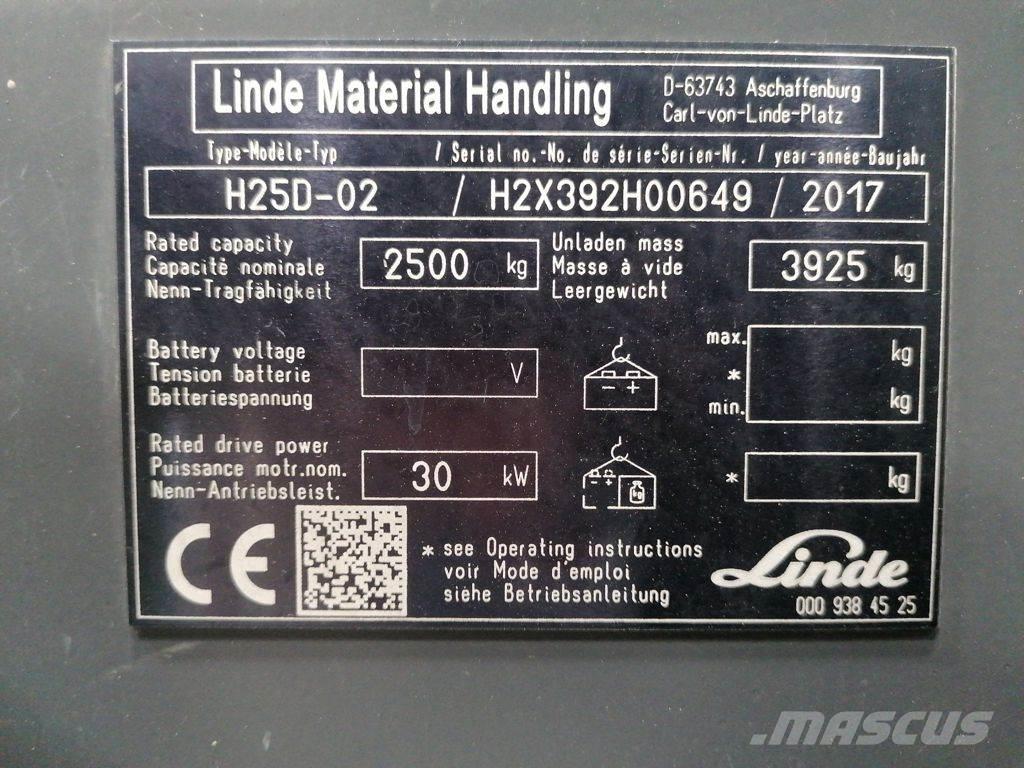 Linde Material Handling
D-63743 Aschaffenburg
Carl-von-Linde-Platz
Type-Modèle-Typ / Serial no.-No. de série-Serien-Nr. / year-année-Baujahr
H25D-02 / H2X392H00649 / 2017
Rated capacity
Capacité nominale
Nenn-Tragfähigkeit
2500 kg
Unladen mass
Masse à vide
Leergewicht
3925 kg
Battery voltage
Tension batterie
Batteriespannung
V
- +
max.
*
min.
kg
kg
Rated drive power
Puissance motr.nom.
Nenn-Antriebsleist.
30 kW
- +
kg
* kg
CE
* see Operating instructions
voir Mode d'emploi
siehe Betriebsanleitung
Linde
000 938 45 25
.MASCUS